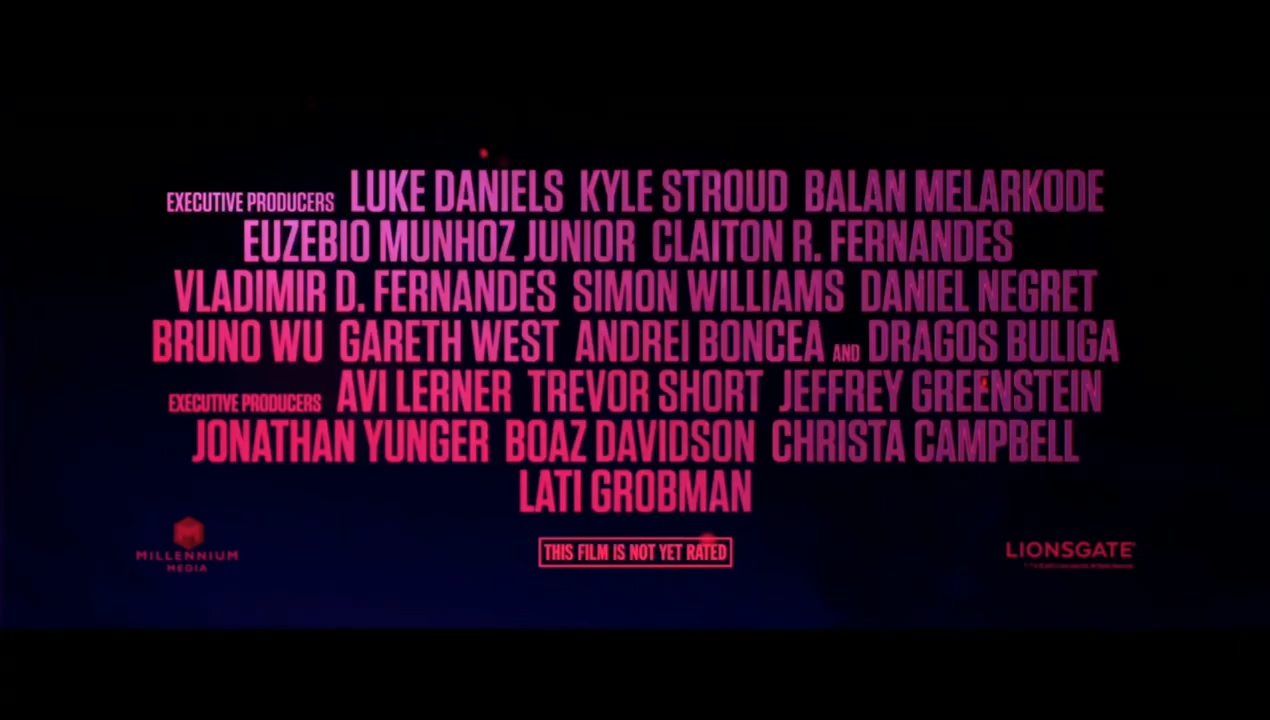 EXECUTIVE PRODUCERS LUKE DANIELS KYLE STROUD BALAN MELARKODE
EUZEBIO MUNHOZ JUNIOR CLAITON R. FERNANDES
VLADIMIR D. FERNANDES SIMON WILLIAMS DANIEL NEGRET
BRUNO WU GARETH WEST ANDREI BONCEA AND DRAGOS BULIGA
EXECUTIVE PRODUCERS AVI LERNER TREVOR SHORT JEFFREY GREENSTEIN
JONATHAN YUNGER BOAZ DAVIDSON CHRISTA CAMPBELL
LATI GROBMAN
MILLENNIUM
MEDIA
THIS FILM IS NOT YET RATED
LIONSGATE